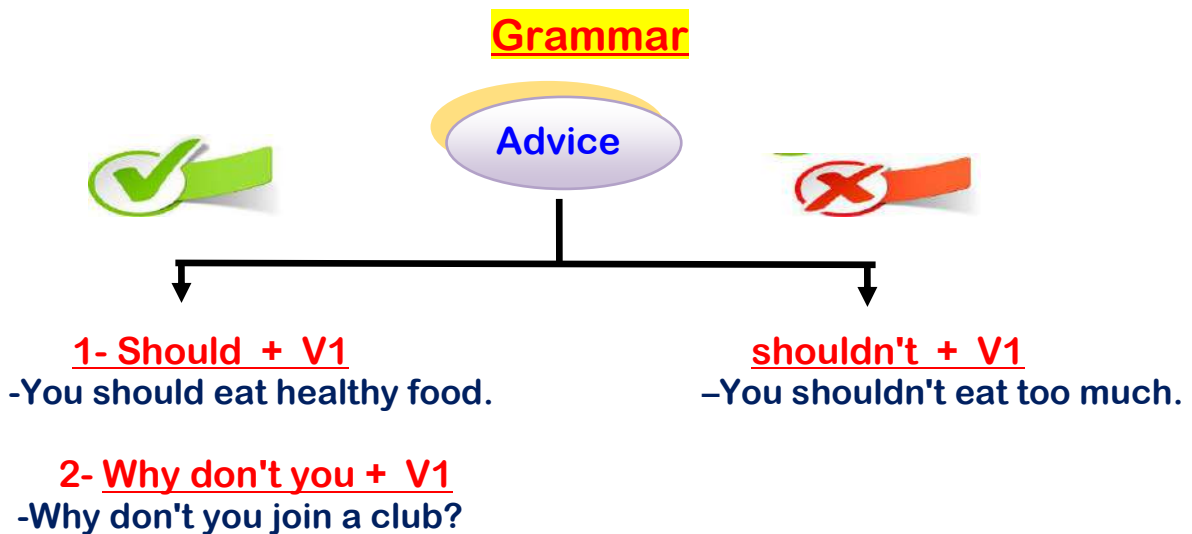 Grammar
Advice
1- Should + V1
-You should eat healthy food.
shouldn't + V1
–You shouldn't eat too much.
2- Why don't you + V1
-Why don't you join a club?